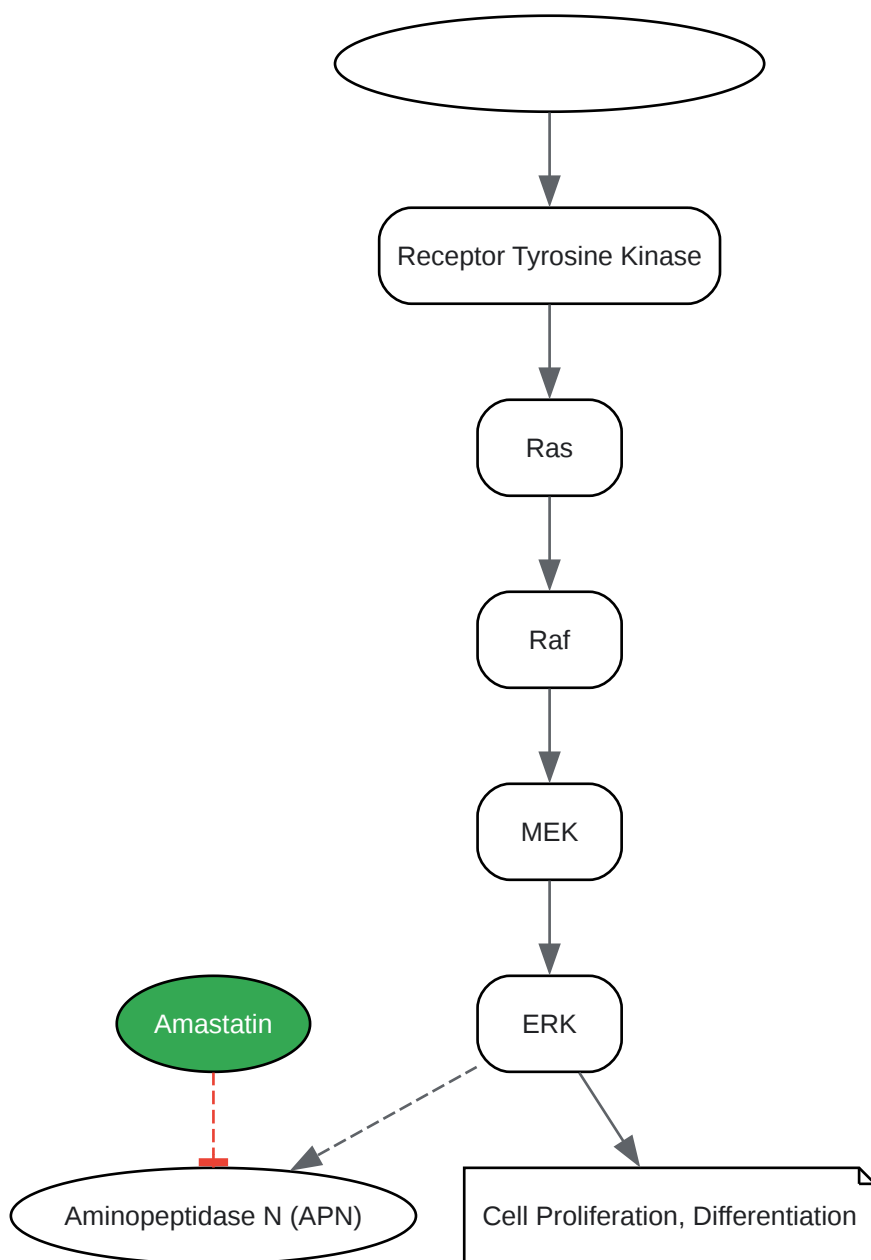 Receptor Tyrosine Kinase
Ras
Raf
MEK
Amastatin
ERK
Aminopeptidase N (APN)
Cell Proliferation, Differentiation